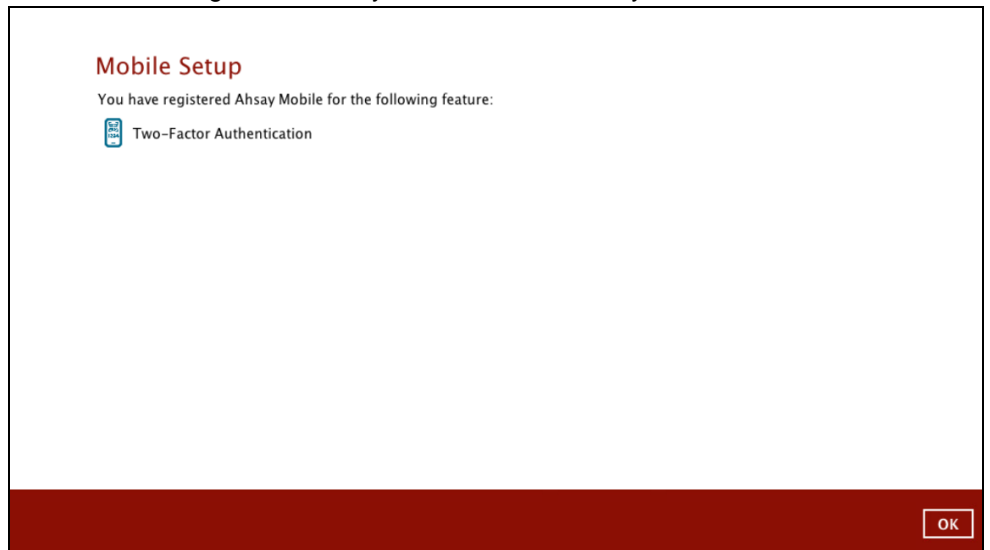 Mobile Setup
You have registered Ahsay Mobile for the following feature:
Two-Factor Authentication
OK